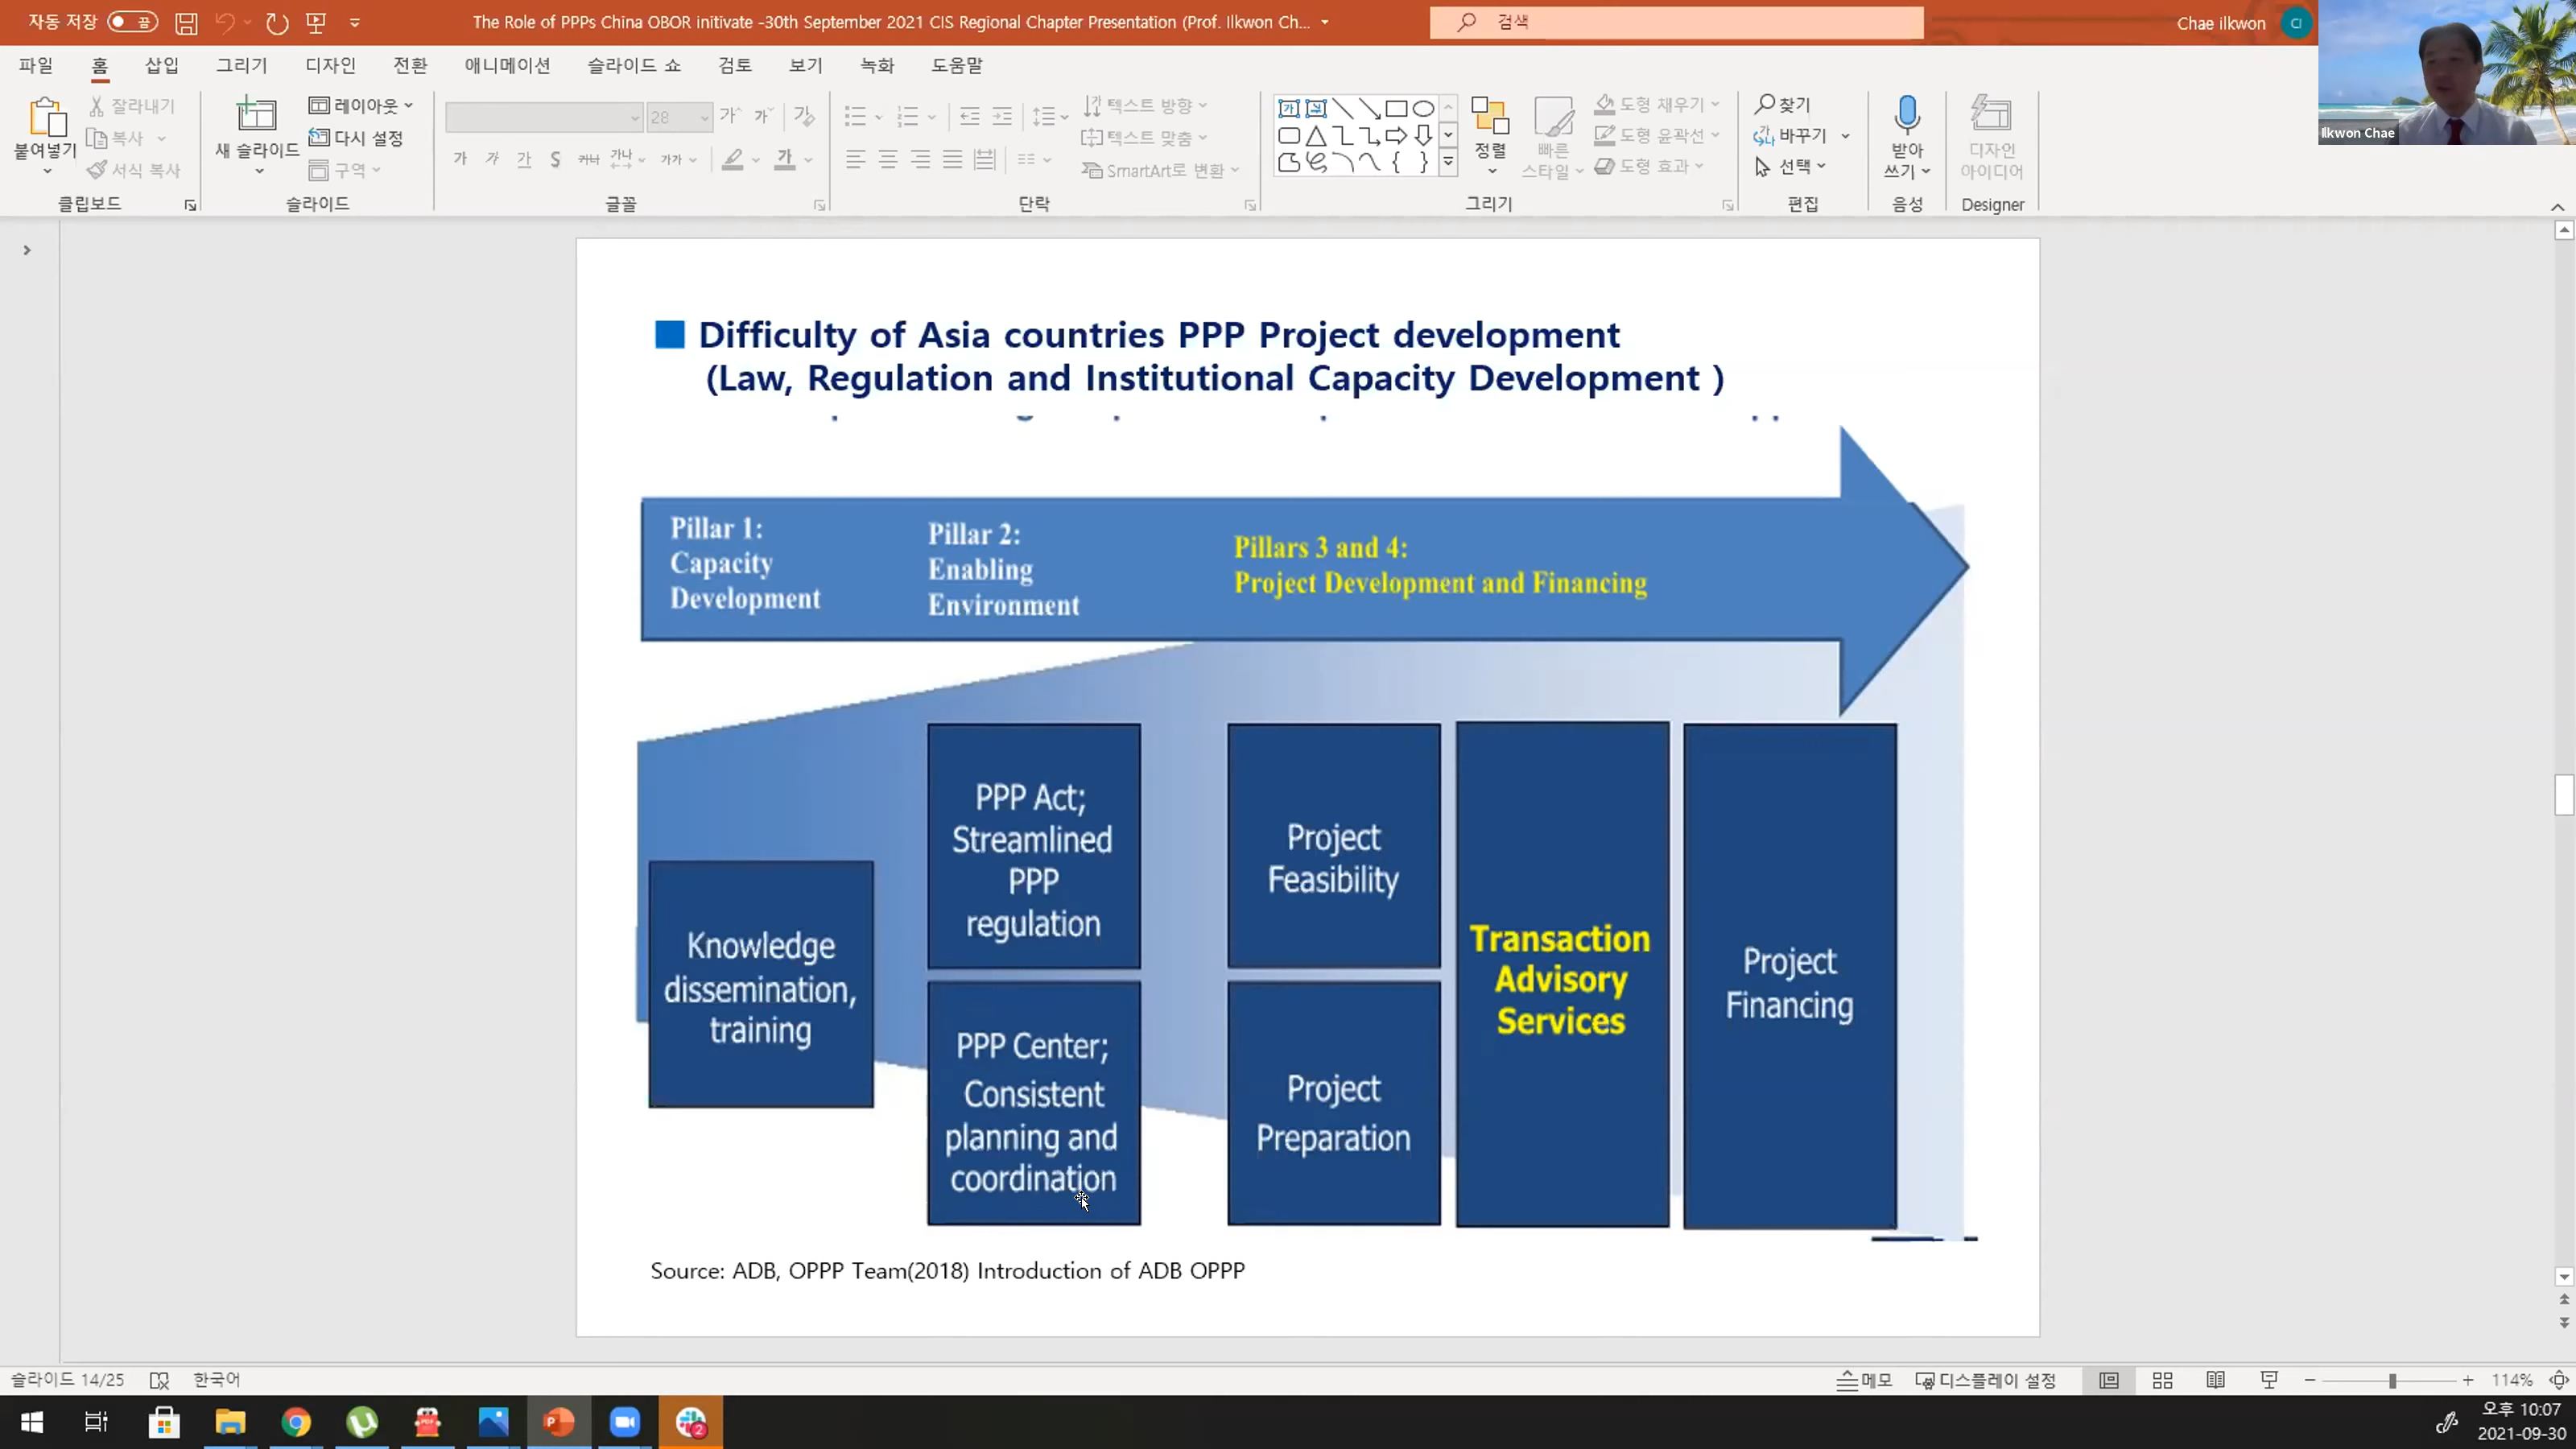 자동 저장 끔
The Role of PPPs China OBOR initivate -30th September 2021 CIS Regional Chapter Presentation (Prof. Ilkwon Ch...
검색
Chae ilkwon
CI
파일 홈 삽입 그리기 디자인 전환 애니메이션 슬라이드 쇼 검토 보기 녹화 도움말
붙여넣기
잘라내기
복사
서식 복사
클립보드
새 슬라이드
레이아웃
다시 설정
구역
슬라이드
28
글꼴
텍스트 방향
텍스트 맞춤
SmartArt로 변환
단락
정렬
빠른
스타일
도형 채우기
도형 윤곽선
도형 효과
그리기
찾기
바꾸기
선택
편집
받아
쓰기
음성
디자인
아이디어
Designer
Ilkwon Chae
Difficulty of Asia countries PPP Project development
(Law, Regulation and Institutional Capacity Development )
Pillar 1:
Capacity
Development
Pillar 2:
Enabling
Environment
Pillars 3 and 4:
Project Development and Financing
Knowledge
dissemination,
training
PPP Act;
Streamlined
PPP
regulation
PPP Center;
Consistent
planning and
coordination
Project
Feasibility
Project
Preparation
Transaction
Advisory
Services
Project
Financing
Source: ADB, OPPP Team(2018) Introduction of ADB OPPP
슬라이드 14/25
한국어
메모
디스플레이 설정
114%
오후 10:07
2021-09-30